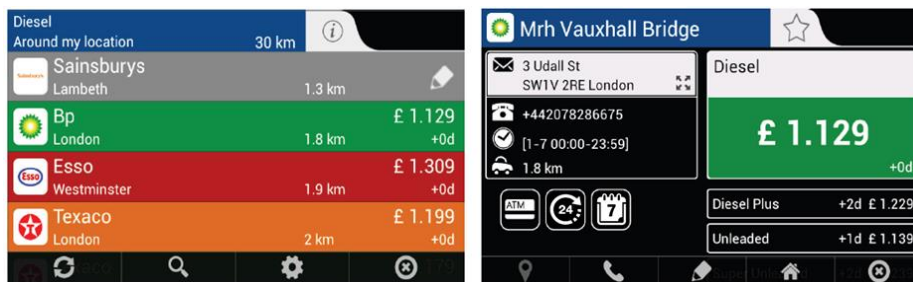 Diesel
Around my location 30 km
Sainsburys
Lambeth 1.3 km
Bp £ 1.129
London 1.8 km +0d
Esso
Esso £ 1.309
Westminster 1.9 km +0d
Texaco £ 1.199
London 2 km +0d
Mrh Vauxhall Bridge
3 Udall St
SW1V 2RE London
+442078286675
[1-7 00:00-23:59]
1.8 km
ATM
24
7
Diesel
£ 1.129
+0d
Diesel Plus +2d £ 1.229
Unleaded +1d £ 1.139